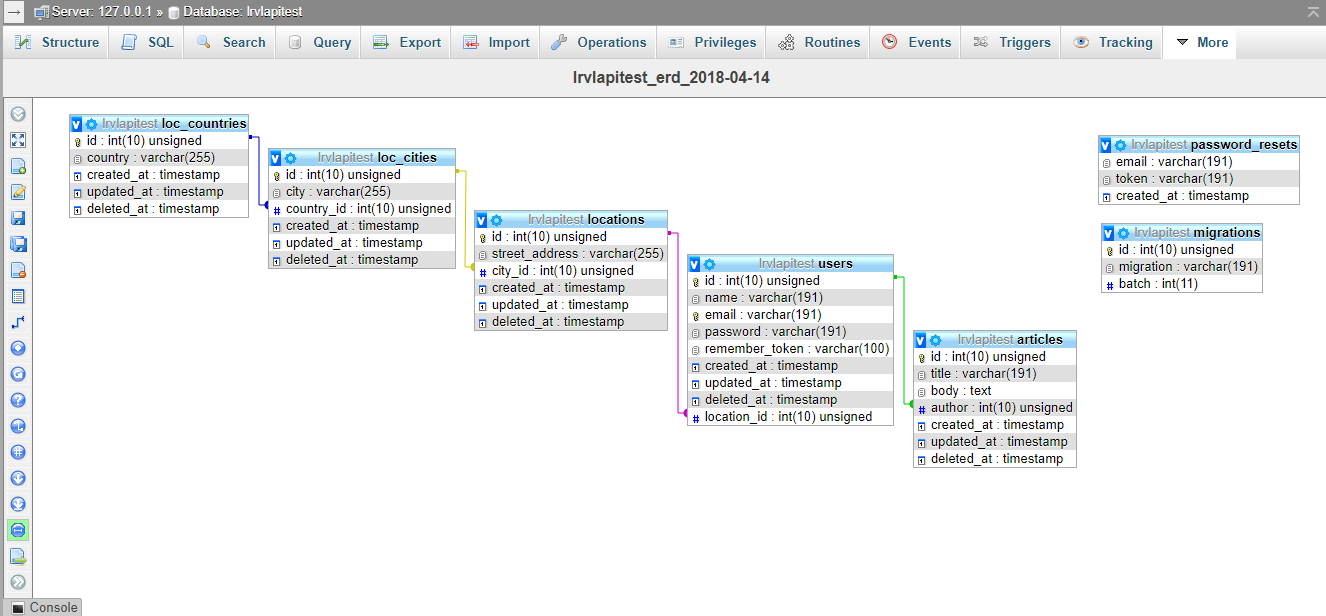 Server: 127.0.0.1 » Database: lrvlapitest
Structure SQL Search Query Export Import Operations Privileges Routines Events Triggers Tracking More
lrvlapitest_erd_2018-04-14
lrvlapitest loc_countries
id : int(10) unsigned
country : varchar(255)
created_at : timestamp
updated_at : timestamp
deleted_at : timestamp
lrvlapitest loc_cities
id : int(10) unsigned
city : varchar(255)
country_id : int(10) unsigned
created_at : timestamp
updated_at : timestamp
deleted_at : timestamp
lrvlapitest locations
id : int(10) unsigned
street_address : varchar(255)
city_id : int(10) unsigned
created_at : timestamp
updated_at : timestamp
deleted_at : timestamp
lrvlapitest users
id : int(10) unsigned
name : varchar(191)
email : varchar(191)
password : varchar(191)
remember_token : varchar(100)
created_at : timestamp
updated_at : timestamp
deleted_at : timestamp
location_id : int(10) unsigned
lrvlapitest articles
id : int(10) unsigned
title : varchar(191)
body : text
author : int(10) unsigned
created_at : timestamp
updated_at : timestamp
deleted_at : timestamp
lrvlapitest password_resets
email : varchar(191)
token : varchar(191)
created_at : timestamp
lrvlapitest migrations
id : int(10) unsigned
migration : varchar(191)
batch : int(11)
Console